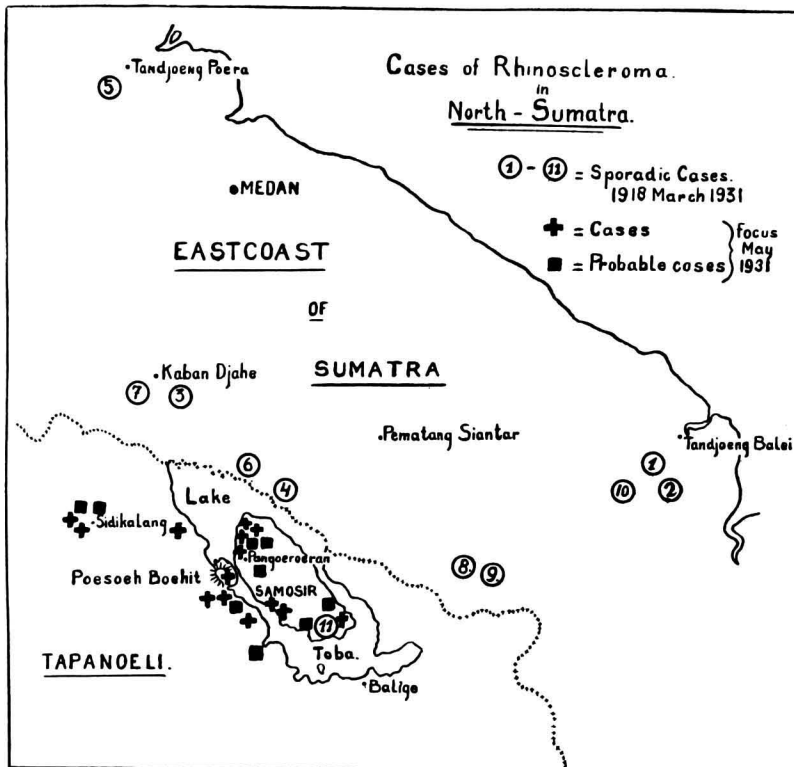 Cases of Rhinoscleroma.
in
North - Sumatra.
① - ⑪ = Sporadic Cases.
1918 March 1931
✚ = Cases
■ = Probable cases
Focus
May
1931
Tandjoeng Poera
⑤
MEDAN
EASTCOAST
OF
SUMATRA
Kaban Djahe
⑦ ③
Pematang Siantar
Tandjoeng Balei
①
⑩ ②
⑥
④
Lake
Sidikalang
Pangoeroeran
Poesoeh Boehit
SAMOSIR
⑧. ⑨.
⑪
Toba.
TAPANOELI.
Balige